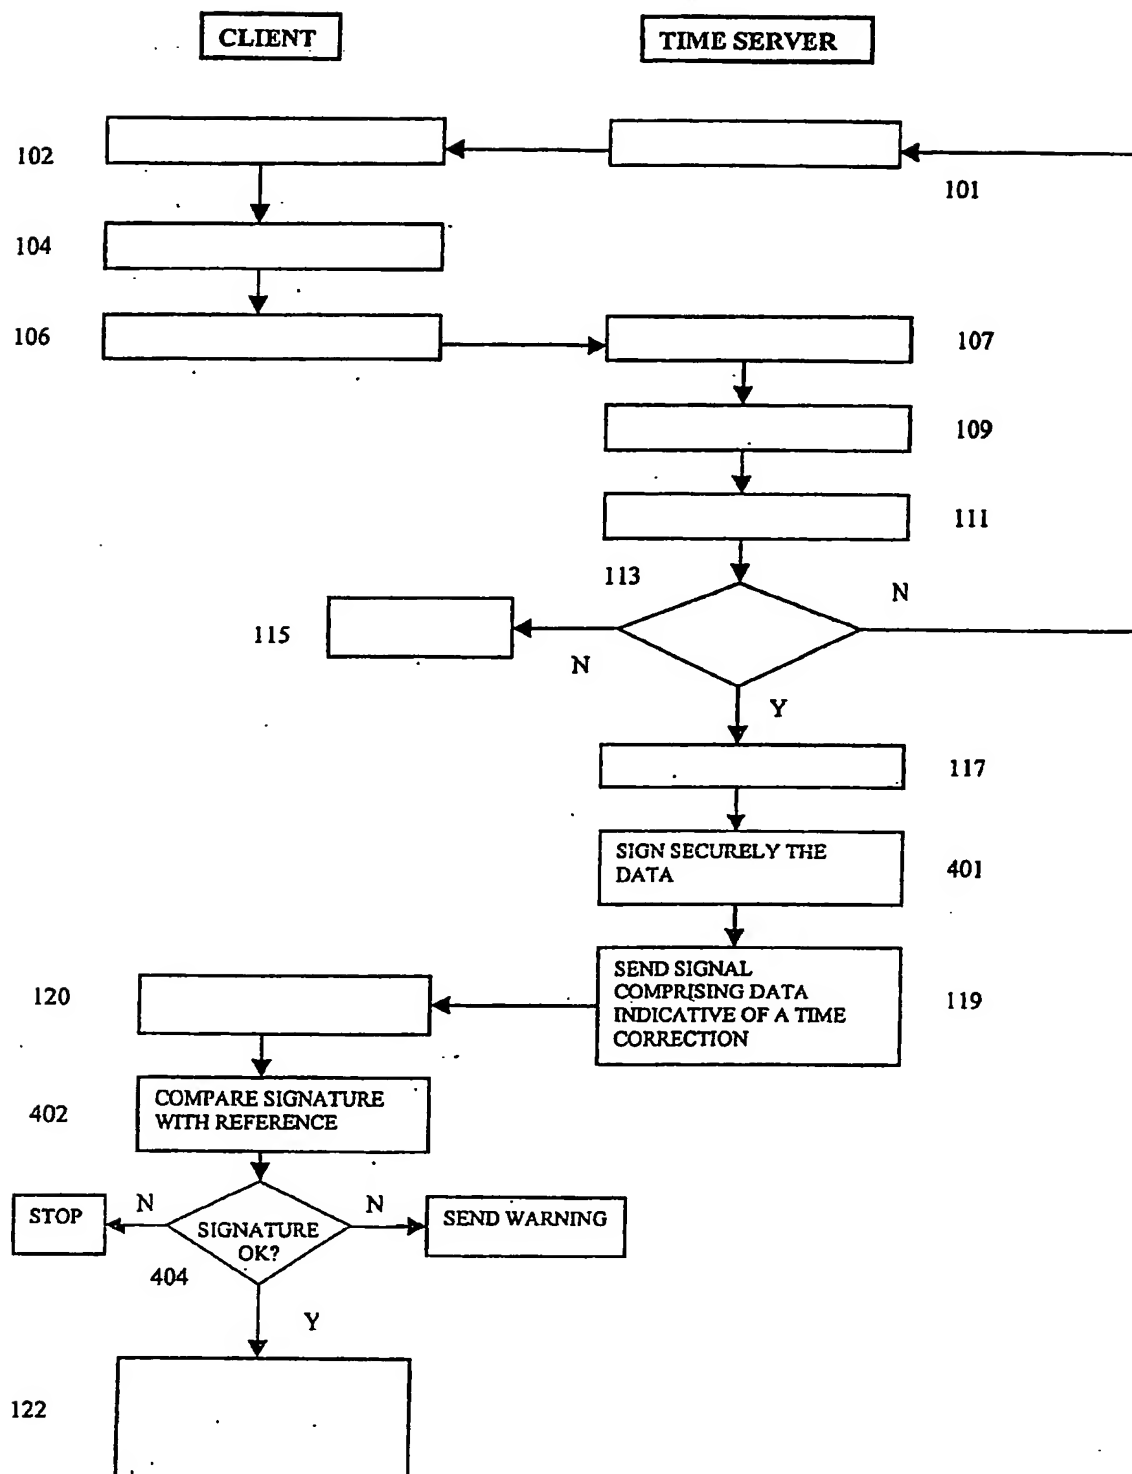 CLIENT
TIME SERVER
102
101
104
106
107
109
111
113
N
115
N
Y
117
SIGN SECURELY THE
DATA
401
SEND SIGNAL
COMPRISING DATA
INDICATIVE OF A TIME
CORRECTION
119
120
COMPARE SIGNATURE
WITH REFERENCE
402
STOP
N
SIGNATURE
OK?
N
SEND WARNING
404
Y
122